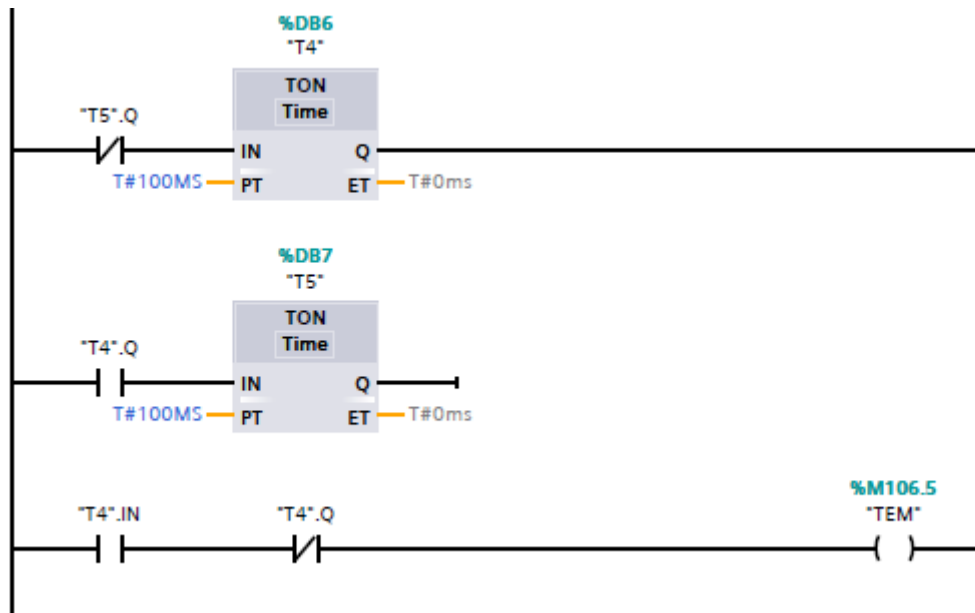 %DB6
"T4"
TON
Time
"T5".Q
IN Q
T#100MS PT ET T#0ms
%DB7
"T5"
TON
Time
"T4".Q
IN Q
T#100MS PT ET T#0ms
%M106.5
"T4".IN "T4".Q "TEM"